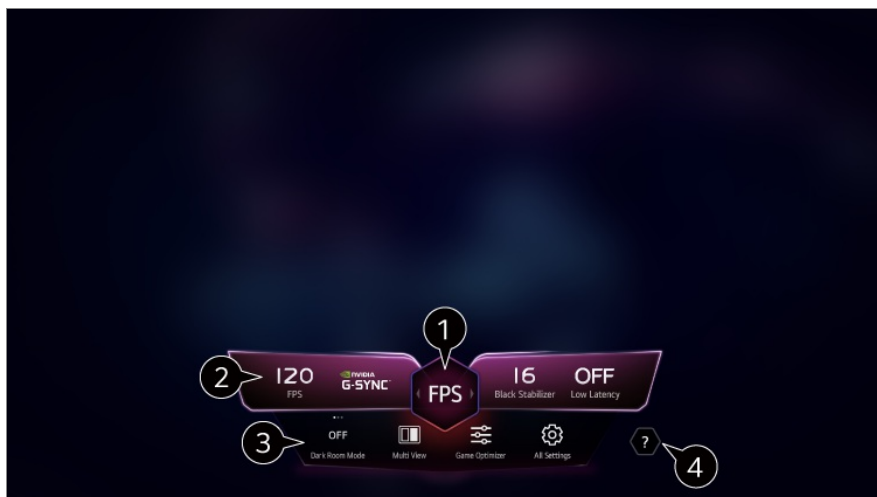 1
2
120
FPS
NVIDIA
G-SYNC
FPS
16
Black Stabilizer
OFF
Low Latency
3
OFF
Dark Room Mode
Multi View
Game Optimizer
All Settings
?
4